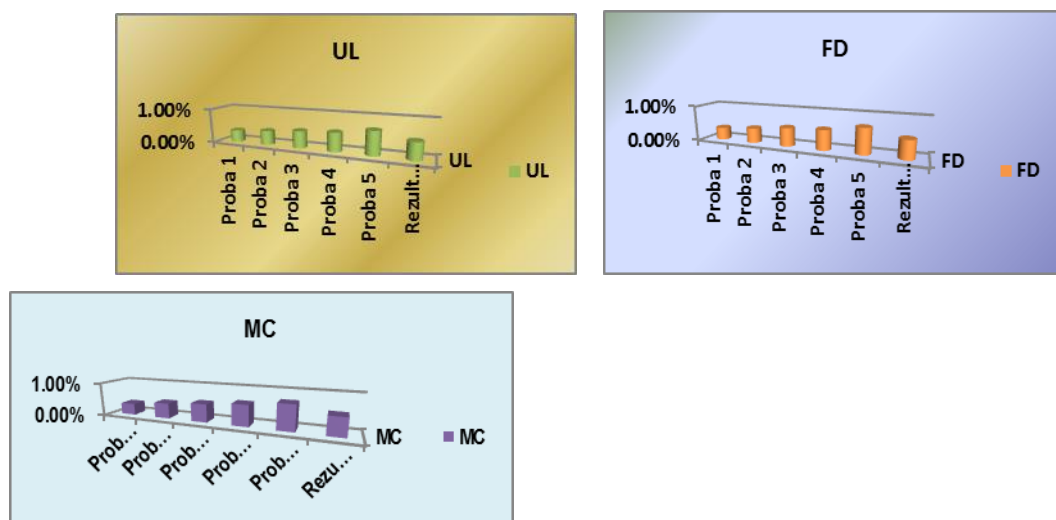 UL
1.00%
0.00%
UL
Proba 1
Proba 2
Proba 3
Proba 4
Proba 5
Rezult...
UL
FD
1.00%
0.00%
FD
Proba 1
Proba 2
Proba 3
Proba 4
Proba 5
Rezult...
FD
MC
1.00%
0.00%
MC
Prob...
Prob...
Prob...
Prob...
Prob...
Rezu...
MC